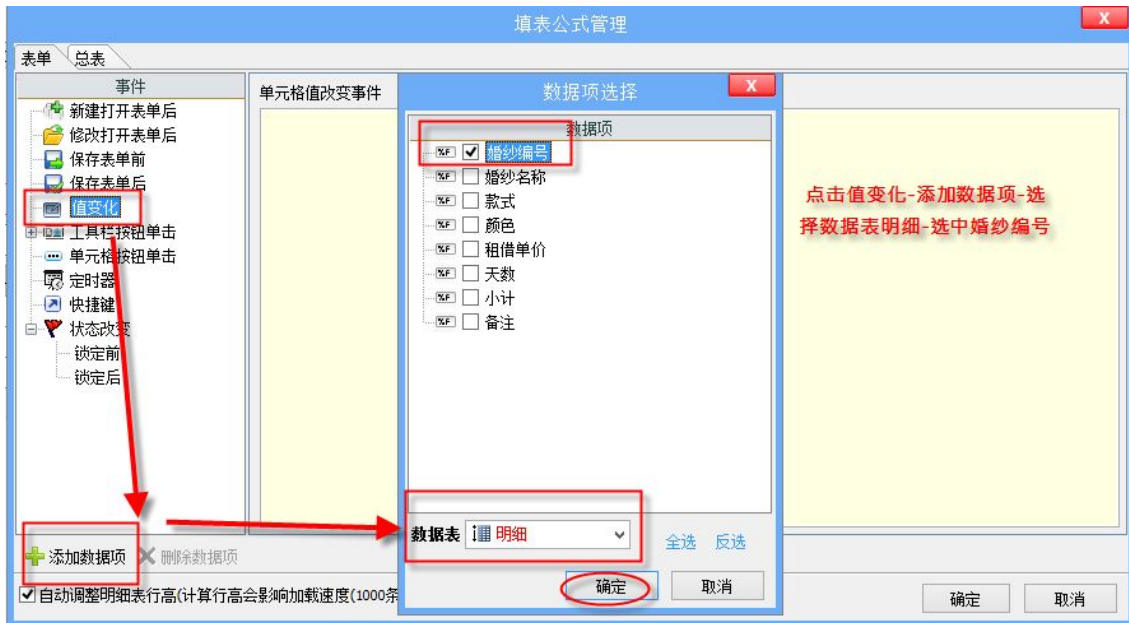 填表公式管理
X
表单
总表
事件
新建打开表单后
修改打开表单后
保存表单前
保存表单后
值变化
工具栏按钮单击
单元格按钮单击
定时器
快捷键
状态改变
锁定前
锁定后
添加数据项
删除数据项
自动调整明细表行高(计算行高会影响加载速度(1000条
单元格值改变事件
数据项选择
X
数据项
%F 婚纱编号
%F 婚纱名称
%F 款式
%F 颜色
%F 租借单价
%F 天数
%F 小计
%F 备注
数据表 明细
全选 反选
确定 取消
点击值变化-添加数据项-选
择数据表明细-选中婚纱编号
确定 取消